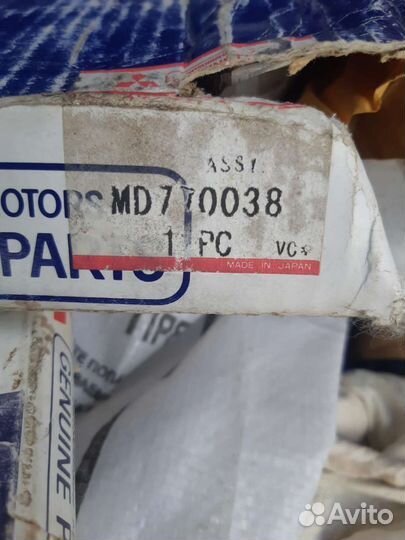 ASSY
MOTORS MD770038
PARTS 1 PC VC*
MADE IN JAPAN
GENUINE P
Avito